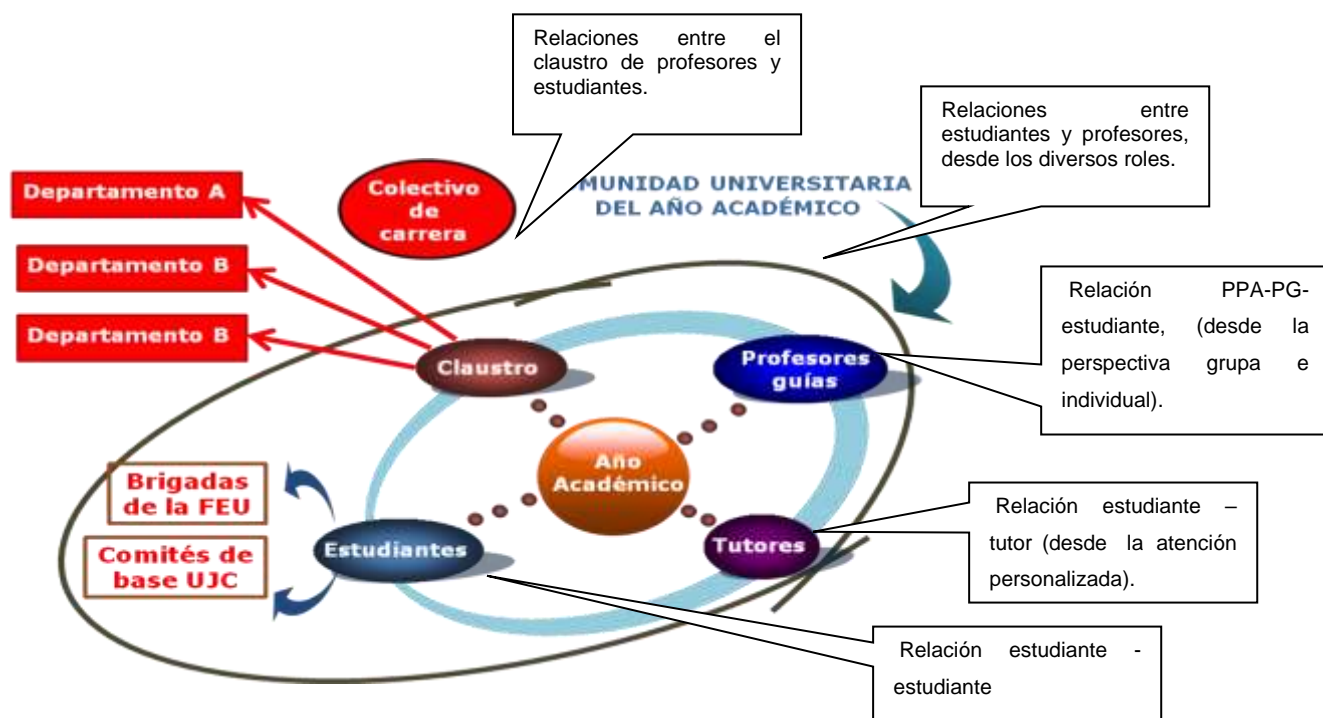 Relaciones entre el
claustro de profesores y
estudiantes.
Relaciones entre
estudiantes y profesores,
desde los diversos roles.
Departamento A
Colectivo
de
carrera
MUNIDAD UNIVERSITARIA
DEL AÑO ACADÉMICO
Departamento B
Departamento B
Relación PPA-PG-
estudiante, (desde la
perspectiva grupa e
individual).
Claustro
Profesores
guías
Año
Académico
Brigadas
de la FEU
Comités de
base UJC
Estudiantes
Tutores
Relación estudiante –
tutor (desde la atención
personalizada).
Relación estudiante -
estudiante